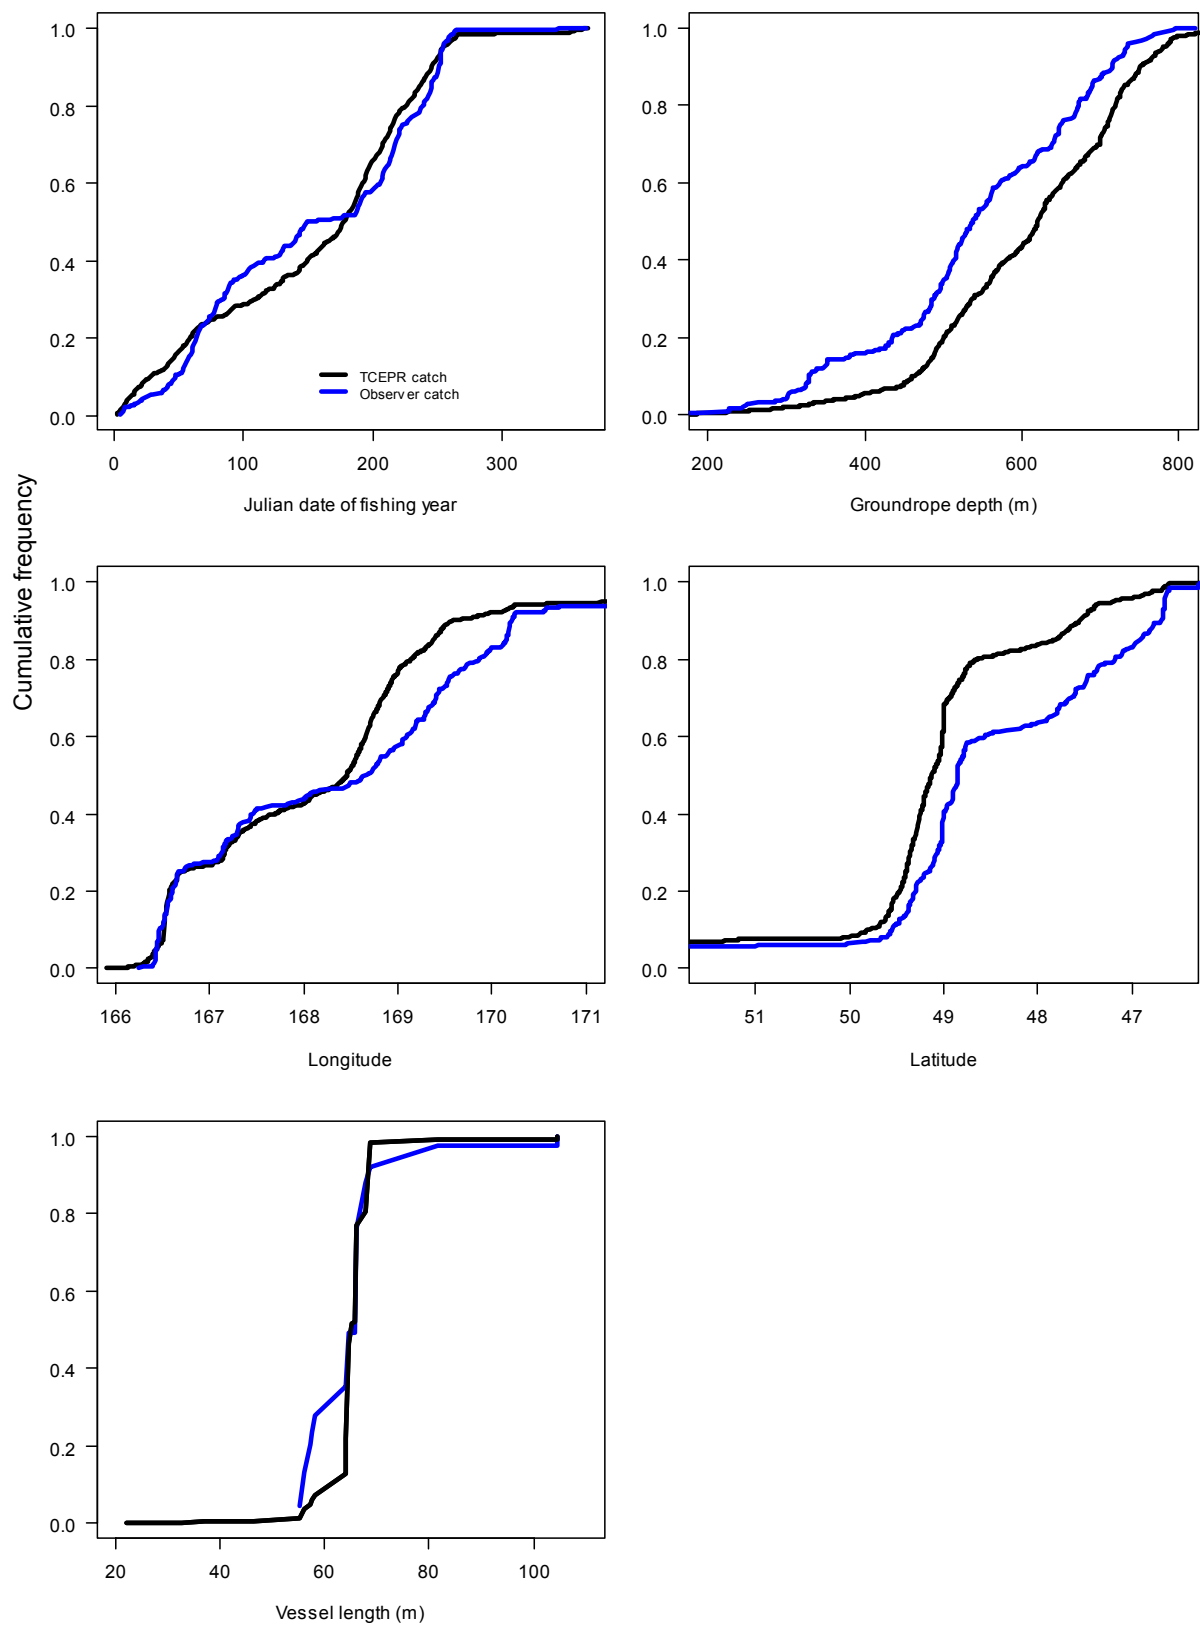 Cumulative frequency
1.0
0.8
0.6
0.4
0.2
0.0
TCEPR catch
Observer catch
0 100 200 300
Julian date of fishing year
1.0
0.8
0.6
0.4
0.2
0.0
200 400 600 800
Groundrope depth (m)
1.0
0.8
0.6
0.4
0.2
0.0
166 167 168 169 170 171
Longitude
1.0
0.8
0.6
0.4
0.2
0.0
51 50 49 48 47
Latitude
1.0
0.8
0.6
0.4
0.2
0.0
20 40 60 80 100
Vessel length (m)